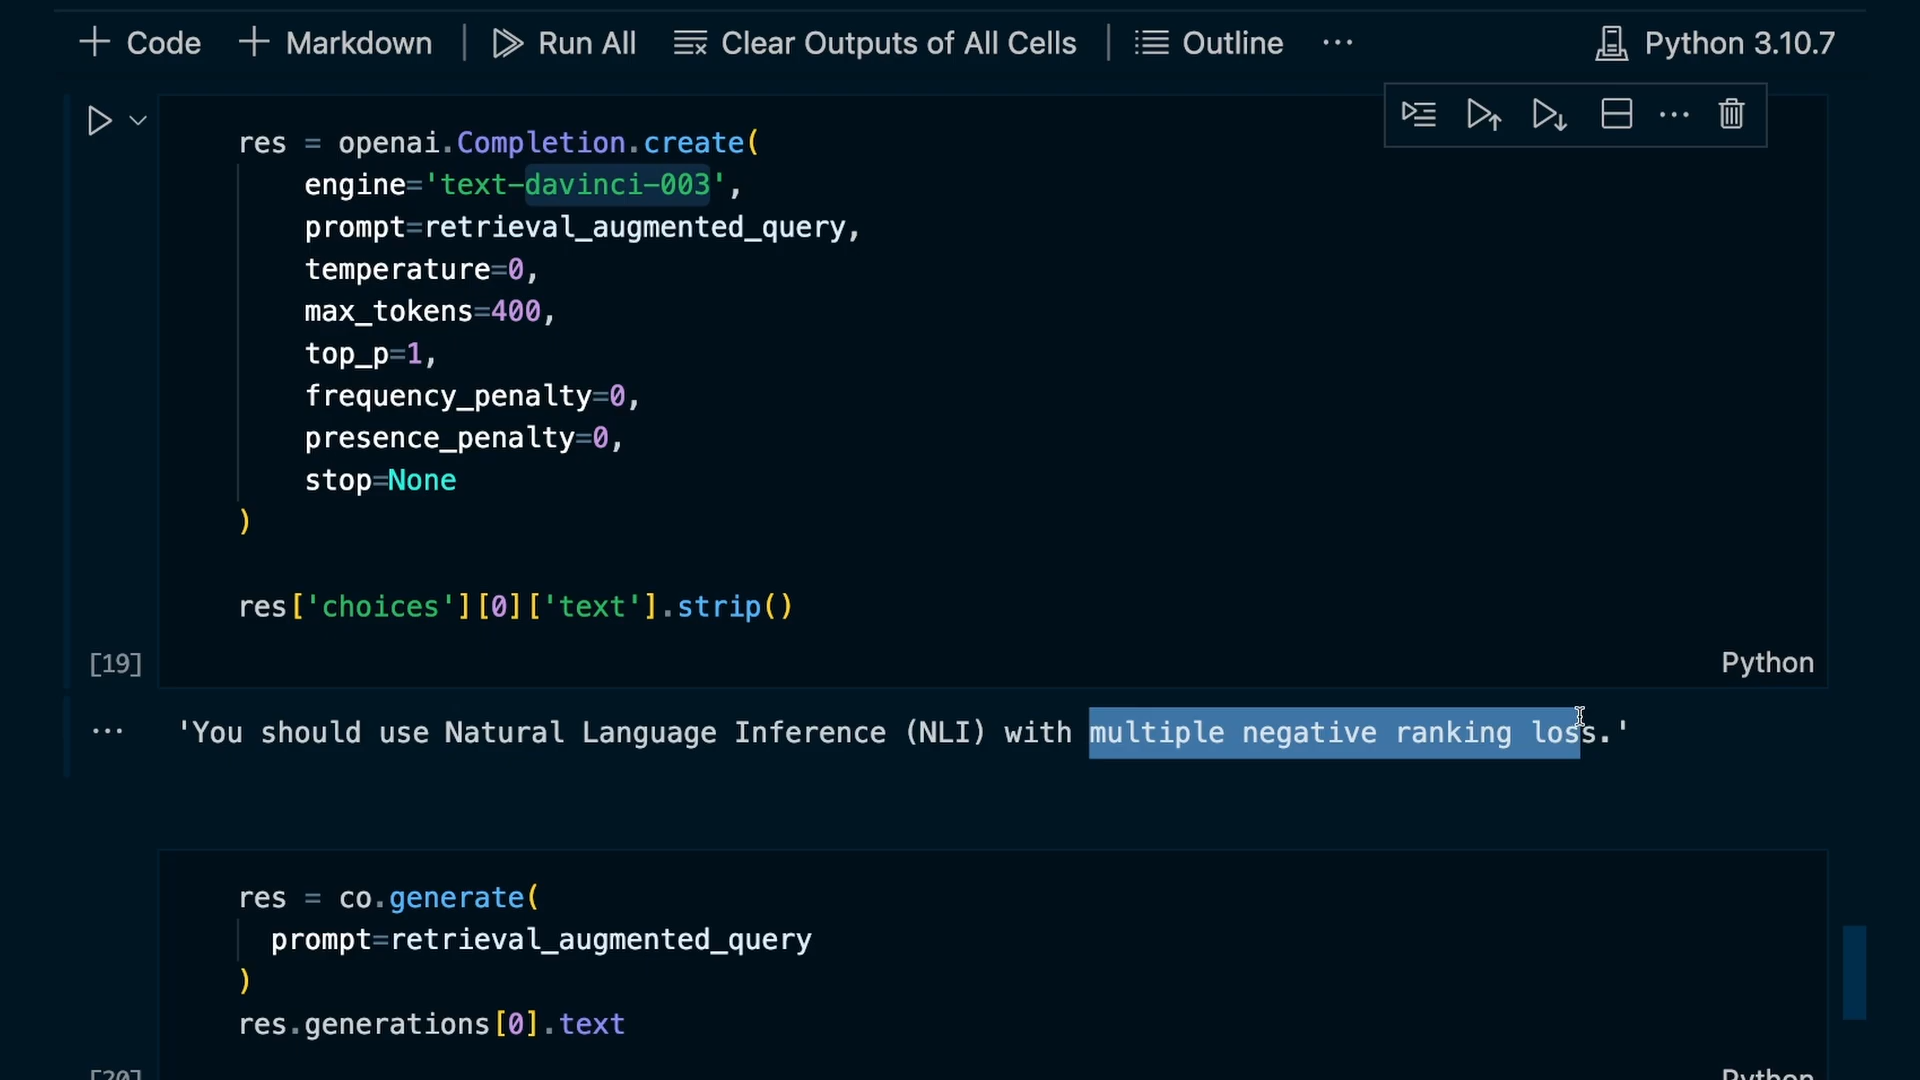 Code Markdown Run All Clear Outputs of All Cells Outline ... Python 3.10.7
res = openai.Completion.create(
engine='text-davinci-003',
prompt=retrieval_augmented_query,
temperature=0,
max_tokens=400,
top_p=1,
frequency_penalty=0,
presence_penalty=0,
stop=None
)
res['choices'][0]['text'].strip()
[19] Python
... 'You should use Natural Language Inference (NLI) with multiple negative ranking loss.'
res = co.generate(
prompt=retrieval_augmented_query
)
res.generations[0].text
[20] Python